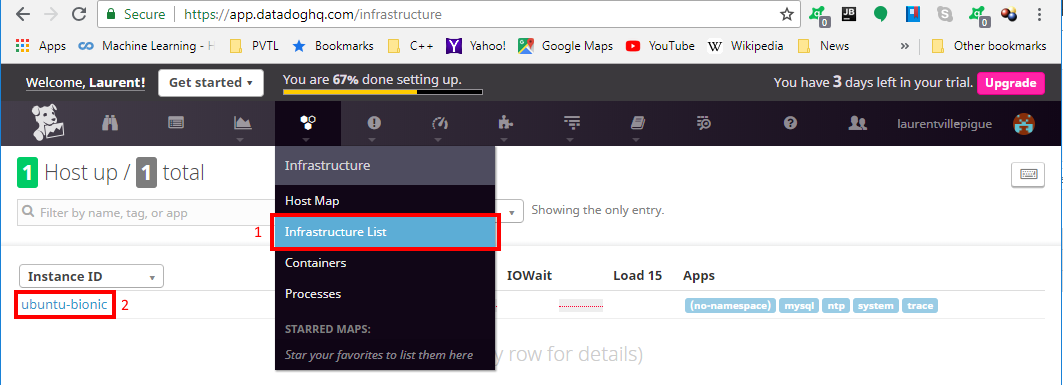 Secure https://app.datadoghq.com/infrastructure
0 JB 0
Apps Machine Learning - PVTL Bookmarks C++ Yahoo! Google Maps YouTube Wikipedia News » Other bookmarks
Welcome, Laurent! Get started You are 67% done setting up. You have 3 days left in your trial. Upgrade
laurentvillepigue
Infrastructure
1 Host up / 1 total
Host Map
Filter by name, tag, or app Showing the only entry.
1 Infrastructure List
Containers
Instance ID IOWait Load 15 Apps
Processes
ubuntu-bionic 2 (no-namespace) mysql ntp system trace
STARRED MAPS:
Star your favorites to list them here
row for details)